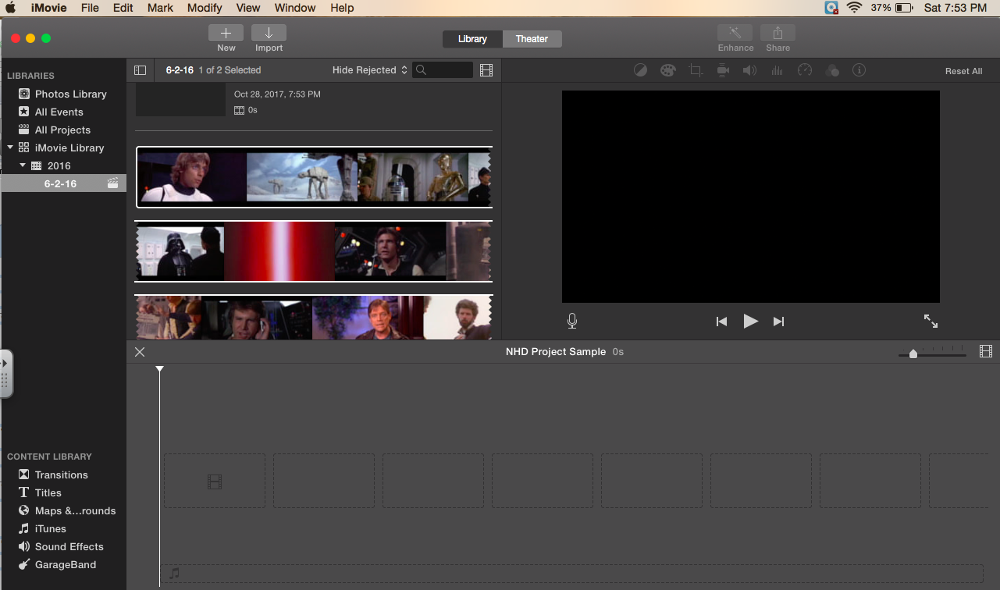 iMovie File Edit Mark Modify View Window Help 37% Sat 7:53 PM
New Import Library Theater Enhance Share
LIBRARIES
Photos Library
All Events
All Projects
iMovie Library
2016
6-2-16
6-2-16 1 of 2 Selected Hide Rejected
Reset All
Oct 28, 2017, 7:53 PM
0s
NHD Project Sample 0s
CONTENT LIBRARY
Transitions
Titles
Maps &...rounds
iTunes
Sound Effects
GarageBand